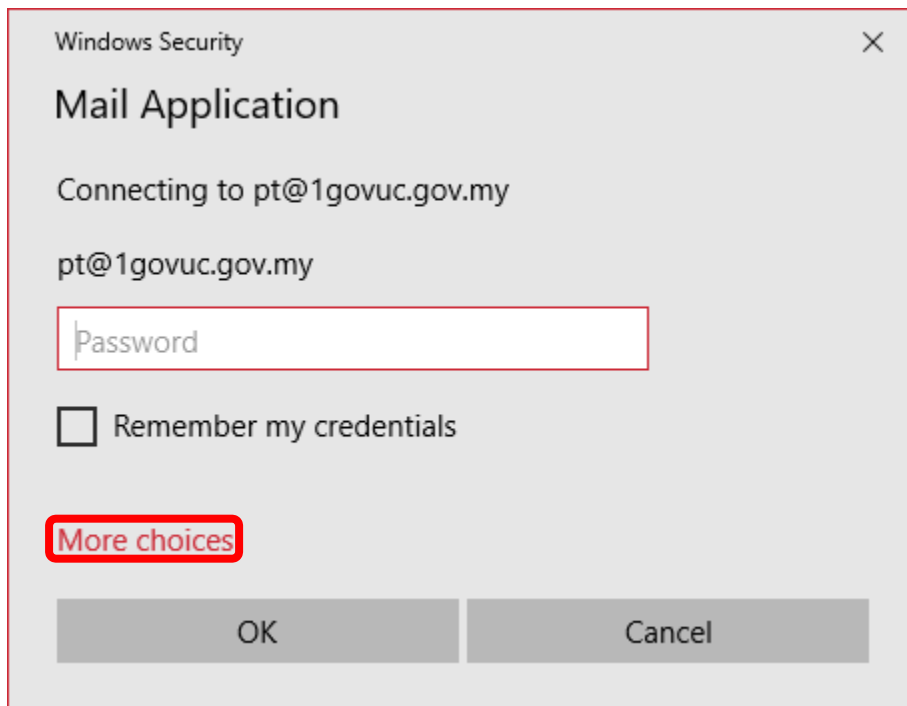 Windows Security
Mail Application
Connecting to pt@1govuc.gov.my
pt@1govuc.gov.my
Password
Remember my credentials
More choices
OK
Cancel